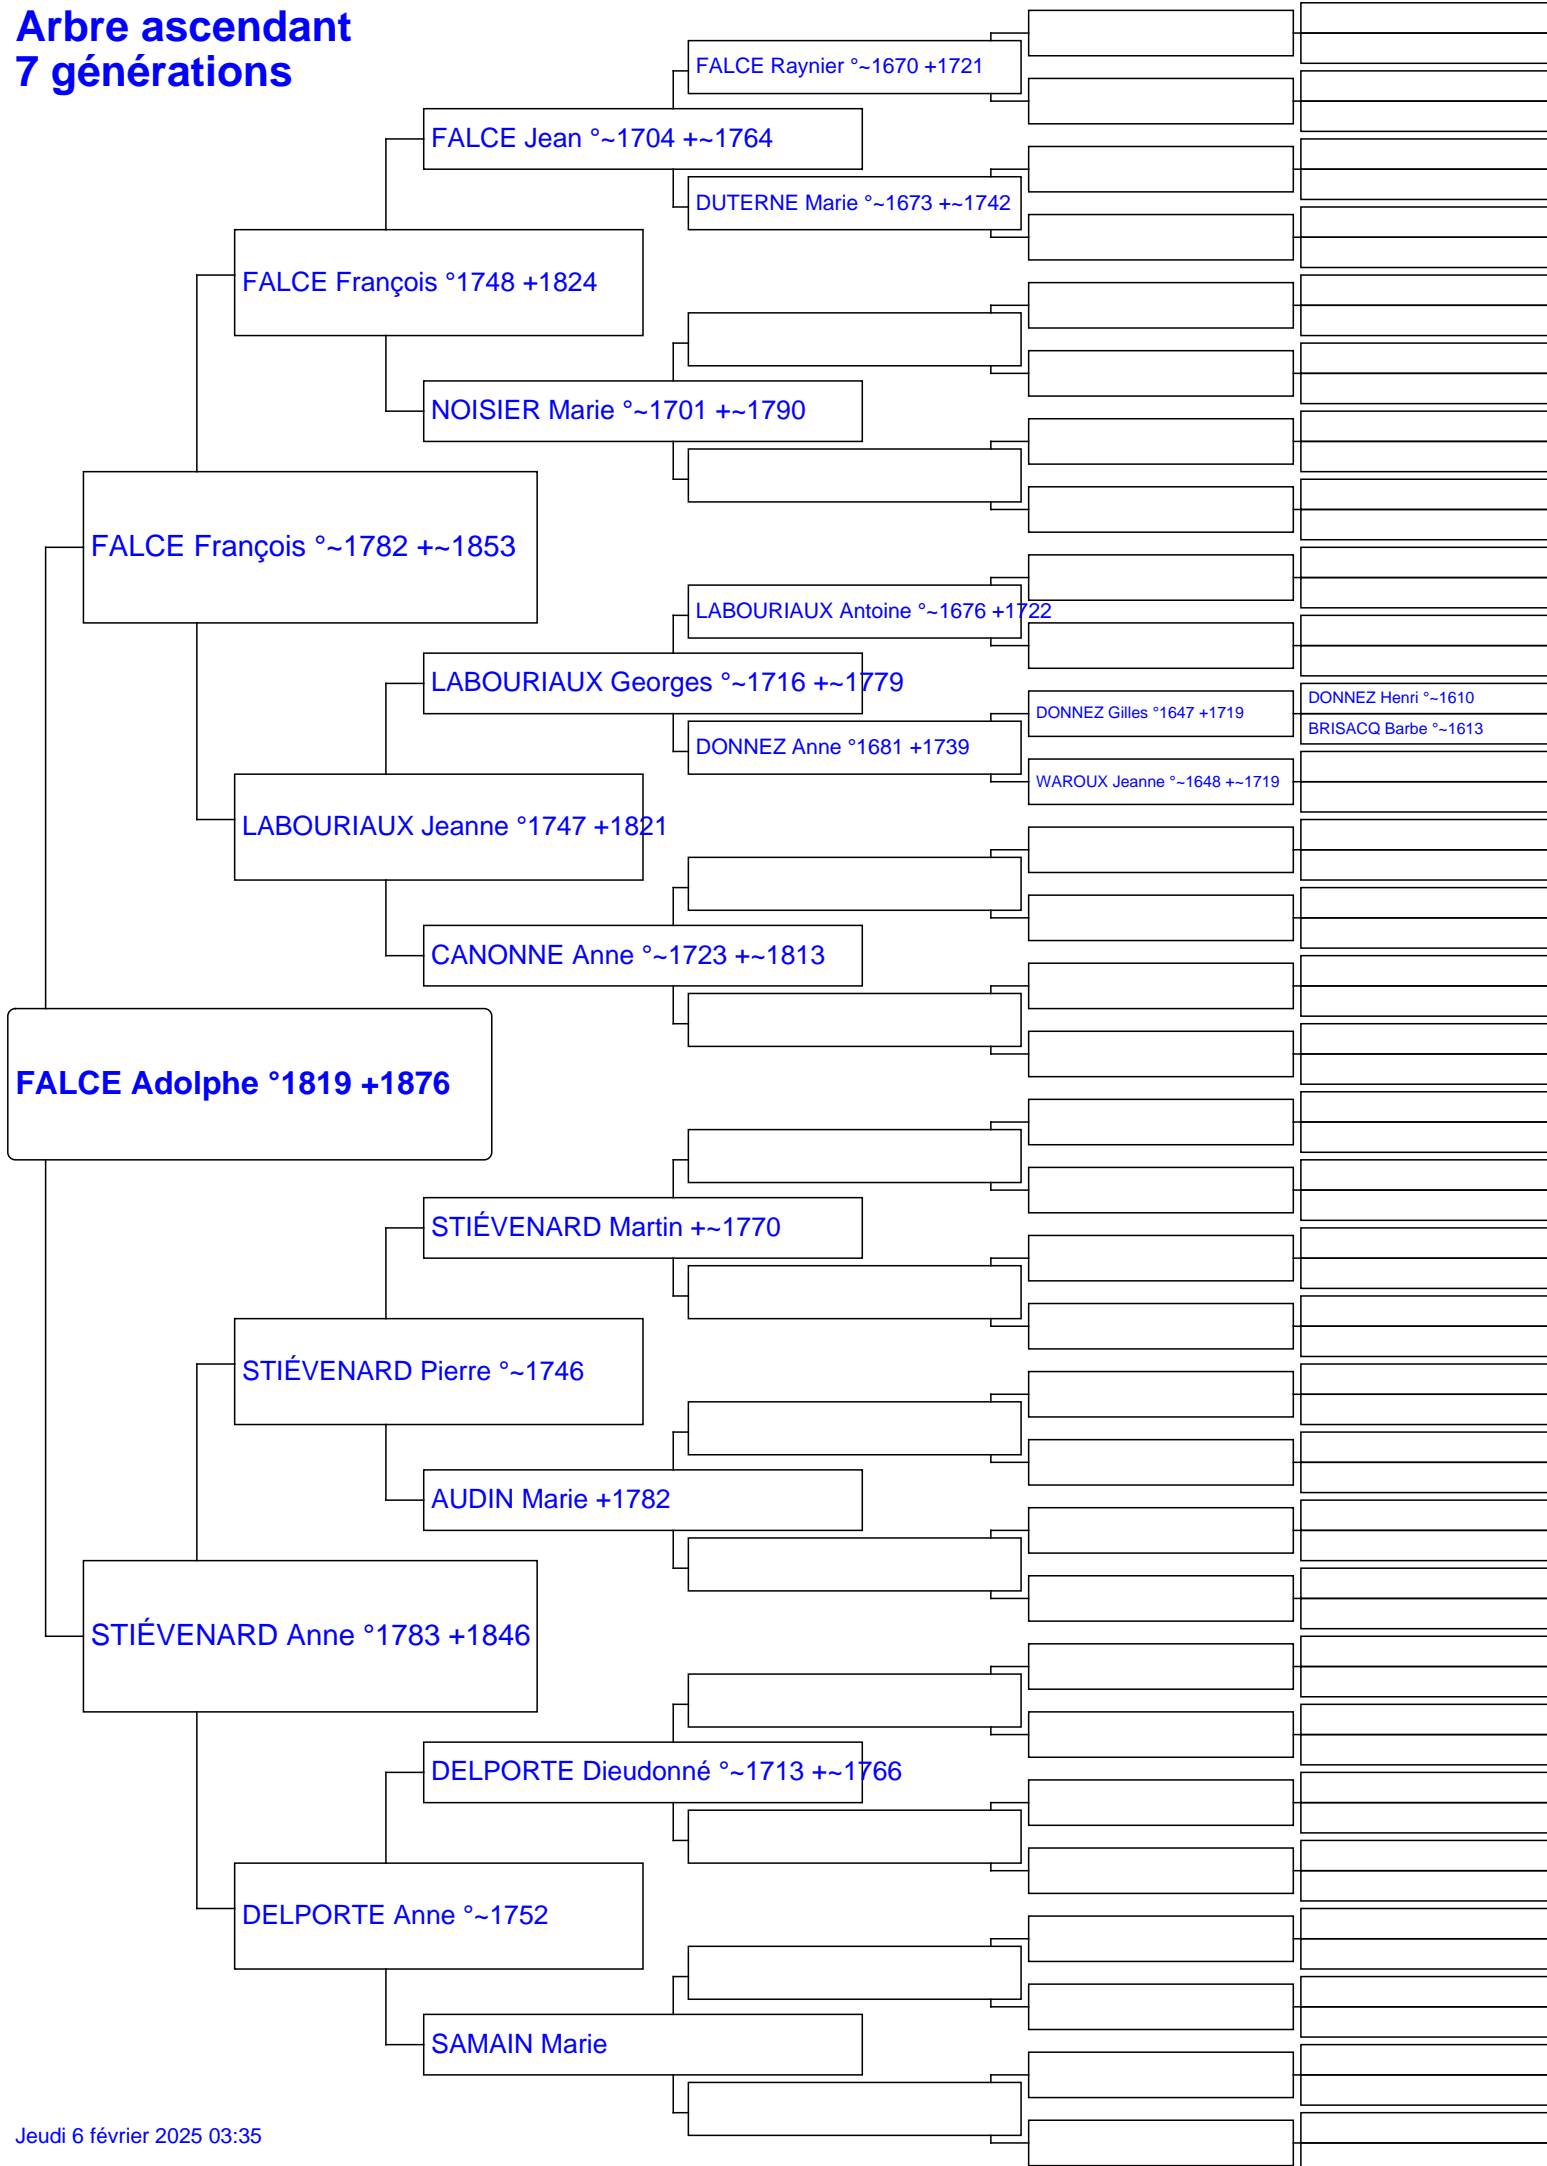 Arbre ascendant
7 générations
FALCE Raynier °~1670 +1721
FALCE Jean °~1704 +~1764
DUTERNE Marie °~1673 +~1742
FALCE François °1748 +1824
NOISIER Marie °~1701 +~1790
FALCE François °~1782 +~1853
LABOURIAUX Antoine °~1676 +1722
LABOURIAUX Georges °~1716 +~1779
DONNEZ Henri °~1610
DONNEZ Gilles °1647 +1719
BRISACQ Barbe °~1613
DONNEZ Anne °1681 +1739
WAROUX Jeanne °~1648 +~1719
LABOURIAUX Jeanne °1747 +1821
CANONNE Anne °~1723 +~1813
FALCE Adolphe °1819 +1876
STIÉVENARD Martin +~1770
STIÉVENARD Pierre °~1746
AUDIN Marie +1782
STIÉVENARD Anne °1783 +1846
DELPORTE Dieudonné °~1713 +~1766
DELPORTE Anne °~1752
SAMAIN Marie
Jeudi 6 février 2025 03:35